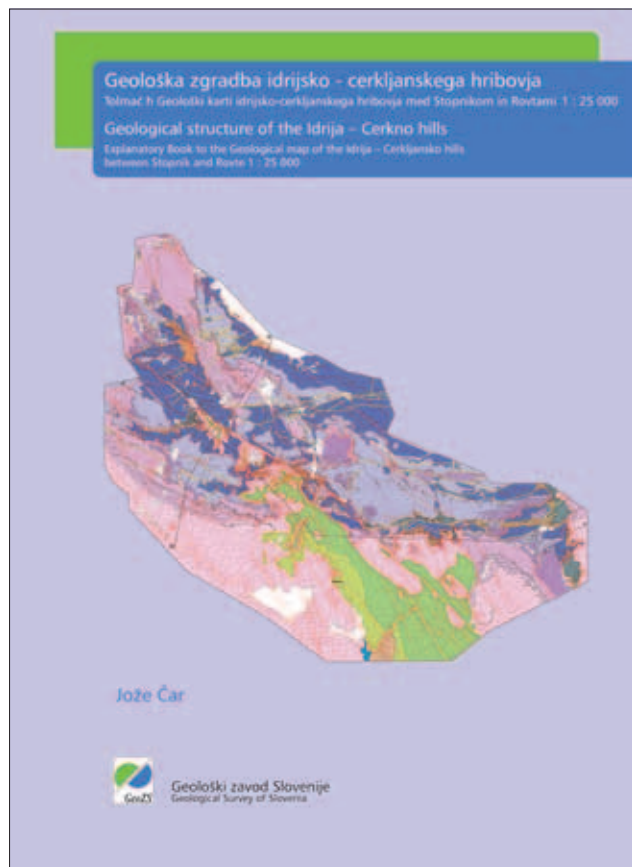 Geološka zgradba idrijsko - cerkljanskega hribovja
Tolmač h Geološki karti idrijsko-cerkljanskega hribovja med Stopnikom in Rovtami 1 : 25 000
Geological structure of the Idrija – Cerkno hills
Explanatory Book to the Geological map of the Idrija – Cerkljansko hills
between Stopnik and Rovte 1 : 25 000
Jože Čar
GeoZS
Geološki zavod Slovenije
Geological Survey of Slovenia